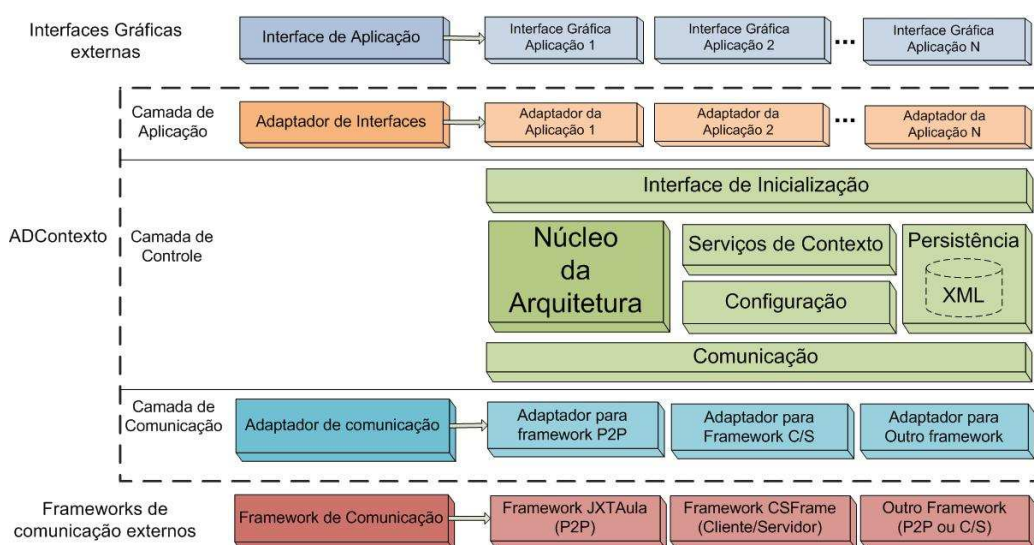 Interfaces Gráficas
externas
Interface de Aplicação
Interface Gráfica
Aplicação 1
Interface Gráfica
Aplicação 2
...
Interface Gráfica
Aplicação N
Camada de
Aplicação
Adaptador de Interfaces
Adaptador da
Aplicação 1
Adaptador da
Aplicação 2
...
Adaptador da
Aplicação N
ADContexto
Camada de
Controle
Interface de Inicialização
Núcleo
da
Arquitetura
Serviços de Contexto
Configuração
Persistência
XML
Comunicação
Camada de
Comunicação
Adaptador de comunicação
Adaptador para
framework P2P
Adaptador para
Framework C/S
Adaptador para
Outro framework
Frameworks de
comunicação externos
Framework de Comunicação
Framework JXTAula
(P2P)
Framework CSFrame
(Cliente/Servidor)
Outro Framework
(P2P ou C/S)